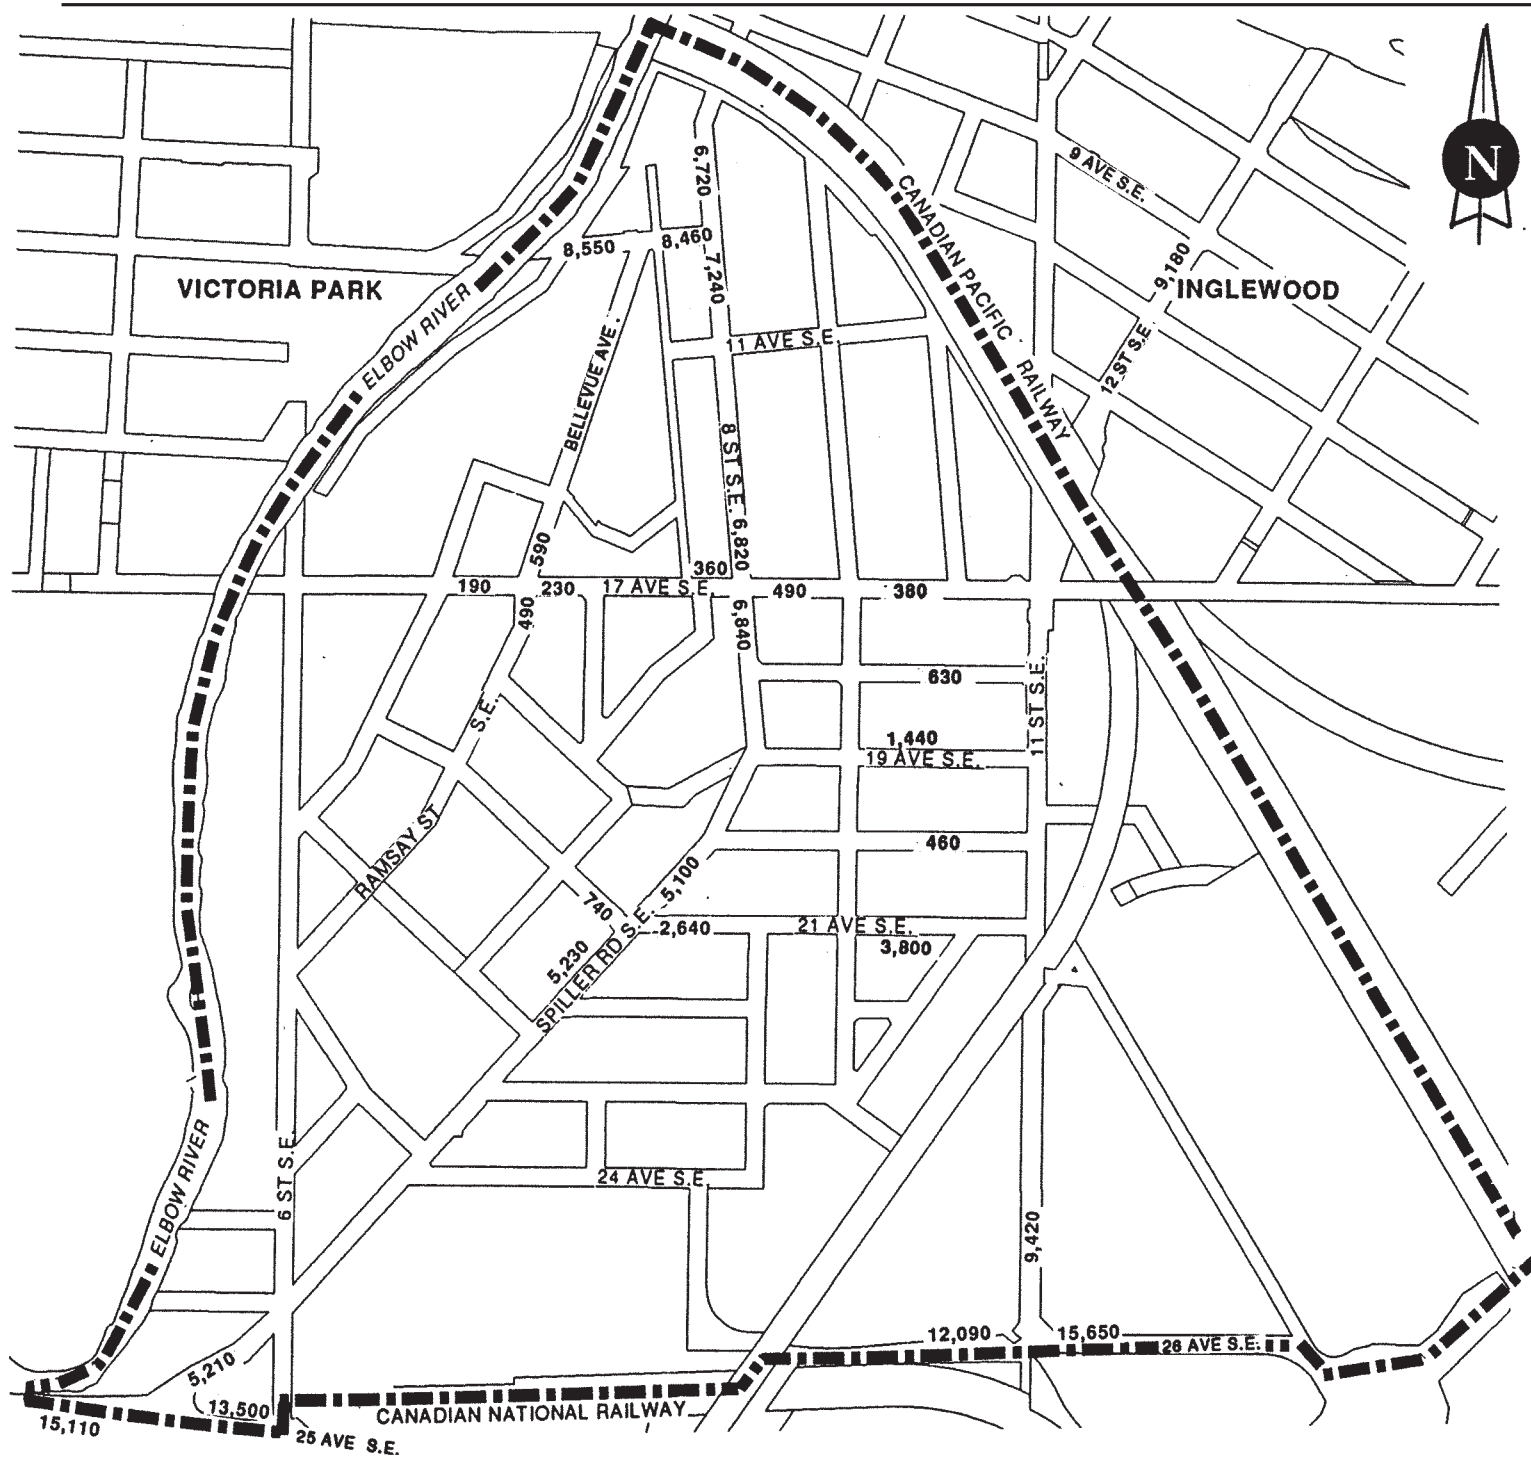 N
9 AVE S.E.
6,720
CANADIAN PACIFIC RAILWAY
8,550
8,460
7,240
9,180
VICTORIA PARK
INGLEWOOD
ELBOW RIVER
BELLEVUE AVE.
11 AVE S.E.
12 ST S.E.
8 ST S.E.
6,820
590
360
190
230
17 AVE S.E.
490
380
490
6,840
630
11 ST S.E.
S.E.
1,440
19 AVE S.E.
RAMSAY ST
460
5,100
740
2,640
21 AVE S.E.
3,800
5,230
SPILLER RD S.E.
ELBOW RIVER
6 ST S.E.
24 AVE S.E.
9,420
12,090
15,650
26 AVE S.E.
5,210
13,500
15,110
CANADIAN NATIONAL RAILWAY
25 AVE S.E.